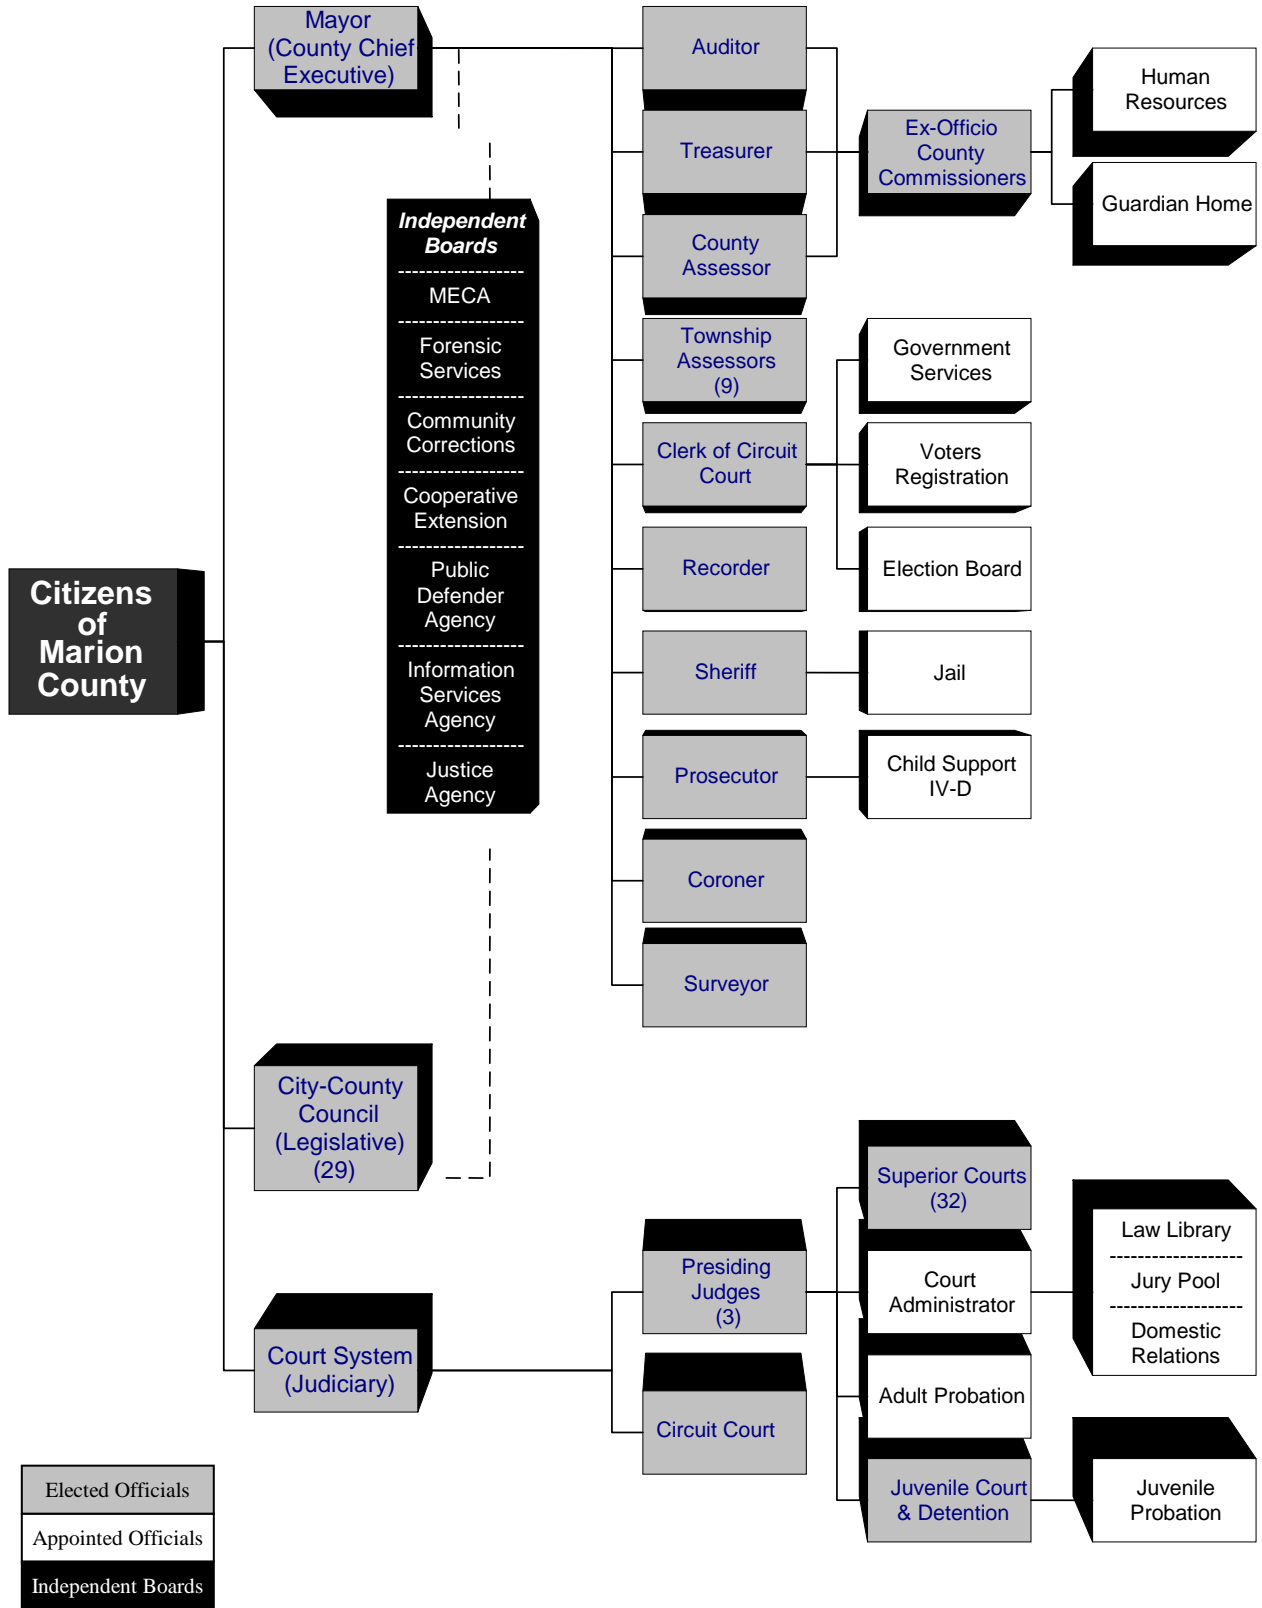 Mayor
(County Chief
Executive)
Auditor
Treasurer
County
Assessor
Township
Assessors
(9)
Clerk of Circuit
Court
Recorder
Sheriff
Prosecutor
Coroner
Surveyor
Ex-Officio
County
Commissioners
Human
Resources
Guardian Home
Government
Services
Voters
Registration
Election Board
Jail
Child Support
IV-D
Independent
Boards
MECA
Forensic
Services
Community
Corrections
Cooperative
Extension
Public
Defender
Agency
Information
Services
Agency
Justice
Agency
Citizens
of
Marion
County
City-County
Council
(Legislative)
(29)
Court System
(Judiciary)
Presiding
Judges
(3)
Circuit Court
Superior Courts
(32)
Court
Administrator
Adult Probation
Juvenile Court
& Detention
Law Library
Jury Pool
Domestic
Relations
Juvenile
Probation
Elected Officials
Appointed Officials
Independent Boards